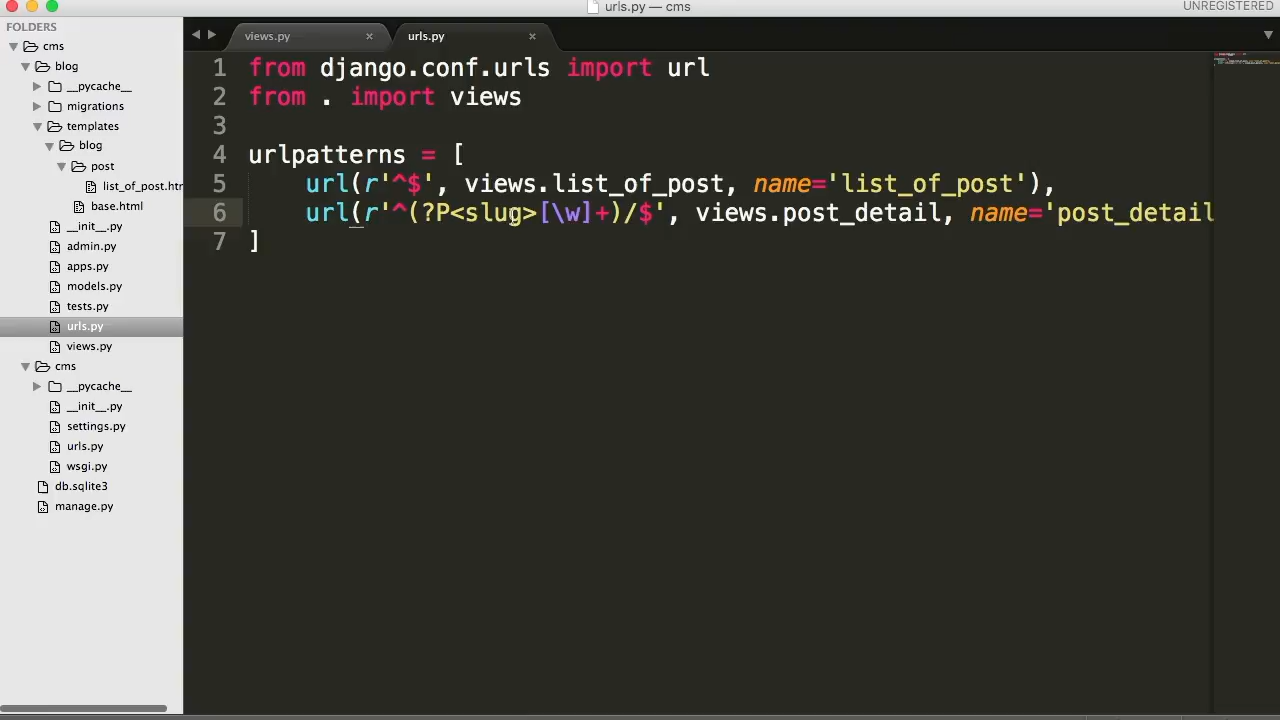 urls.py — cms
UNREGISTERED
FOLDERS
cms
blog
__pycache__
migrations
templates
blog
post
list_of_post.htm
base.html
__init__.py
admin.py
apps.py
models.py
tests.py
urls.py
views.py
cms
__pycache__
__init__.py
settings.py
urls.py
wsgi.py
db.sqlite3
manage.py
views.py
urls.py
1 from django.conf.urls import url
2 from . import views
3
4 urlpatterns = [
5 url(r'^$', views.list_of_post, name='list_of_post'),
6 url(r'^(?P<slug>[\w]+)/$', views.post_detail, name='post_detail
7 ]